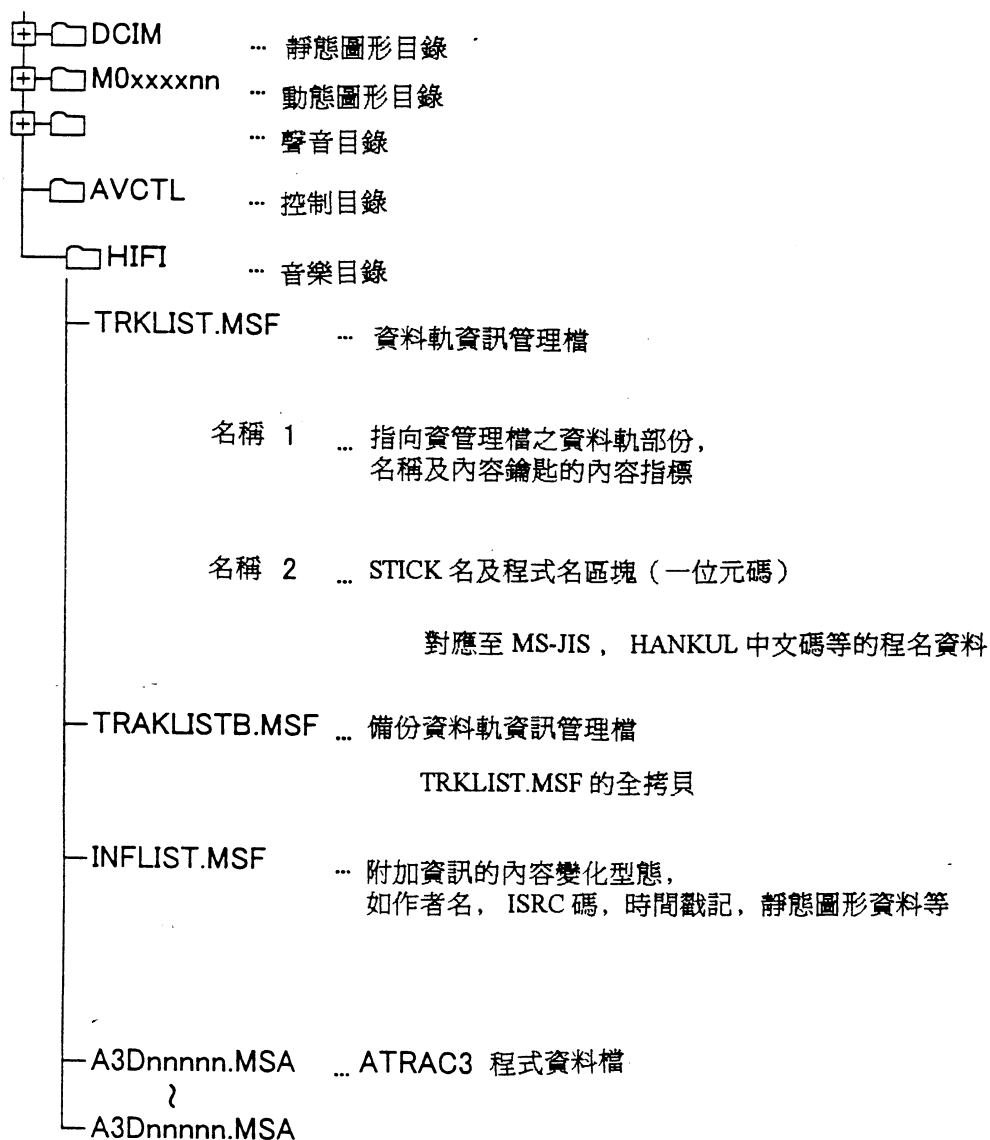 DCIM ... 靜態圖形目錄
M0xxxxnn ... 動態圖形目錄
... 聲音目錄
AVCTL ... 控制目錄
HIFI ... 音樂目錄
TRKLIST.MSF ... 資料軌資訊管理檔
名稱 1 ... 指向資管理檔之資料軌部份,
名稱及內容鑰匙的內容指標
名稱 2 ... STICK 名及程式名區塊（一位元碼）
對應至 MS-JIS， HANKUL 中文碼等的程名資料
TRAKLISTB.MSF ... 備份資料軌資訊管理檔
TRKLIST.MSF 的全拷貝
INFLIST.MSF ... 附加資訊的內容變化型態,
如作者名, ISRC 碼, 時間戳記, 靜態圖形資料等
A3Dnnnnn.MSA ... ATRAC3 程式資料檔
~
A3Dnnnnn.MSA